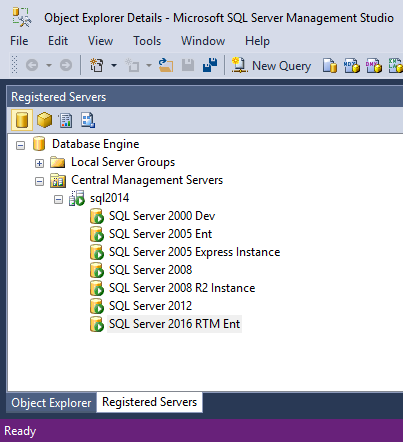 Object Explorer Details - Microsoft SQL Server Management Studio
File Edit View Tools Window Help
New Query
Registered Servers
Database Engine
Local Server Groups
Central Management Servers
sql2014
SQL Server 2000 Dev
SQL Server 2005 Ent
SQL Server 2005 Express Instance
SQL Server 2008
SQL Server 2008 R2 Instance
SQL Server 2012
SQL Server 2016 RTM Ent
Object Explorer Registered Servers
Ready